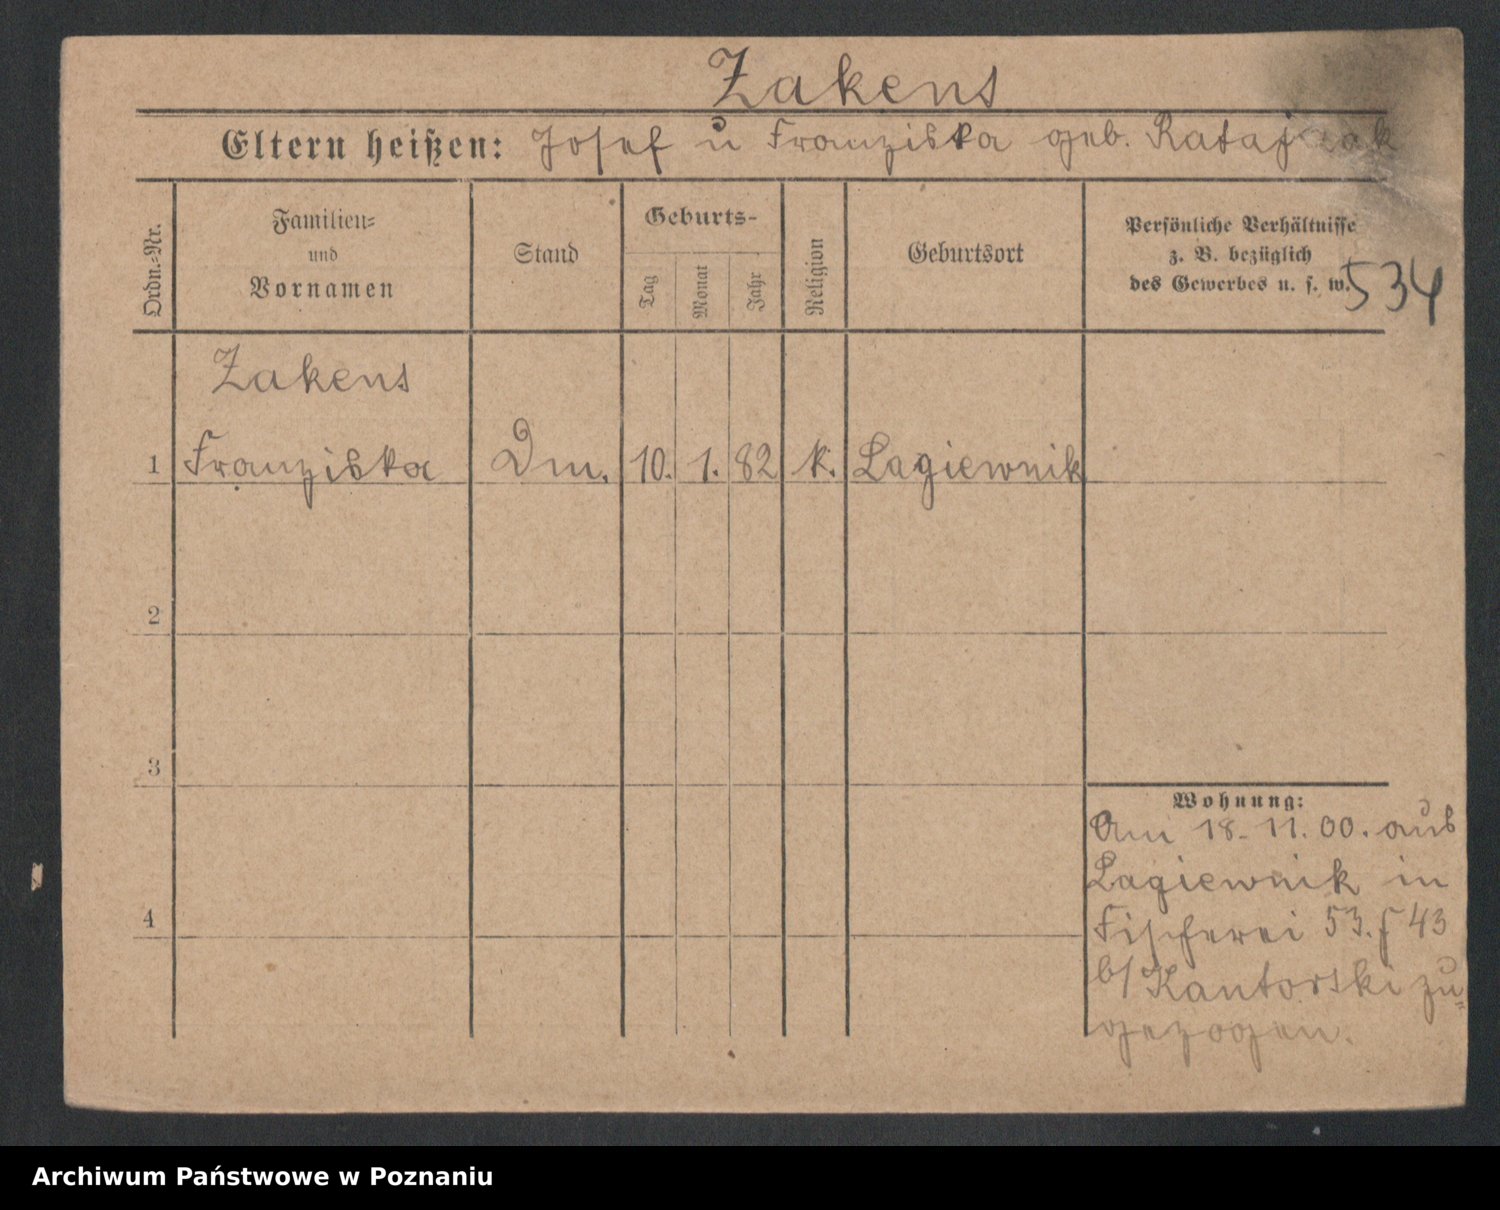 Zakens
Eltern heißen: Josef u Franziska geb. Ratajczak
Ordn.-Nr.
Familien-
und
Vornamen
Stand
Geburts-
Tag
Monat
Jahr
Religion
Geburtsort
Persönliche Verhältnisse
z. B. bezüglich
des Gewerbes u. s. w.
534
Zakens
1 Franziska Dm. 10. 1. 82 k. Lagiewnik
2
3
4
Wohnung:
Am 18. 11. 00. aus
Lagiewnik in
Fischerei 53. 43
b/ Kantorski zu-
gezogen.
Archiwum Państwowe w Poznaniu